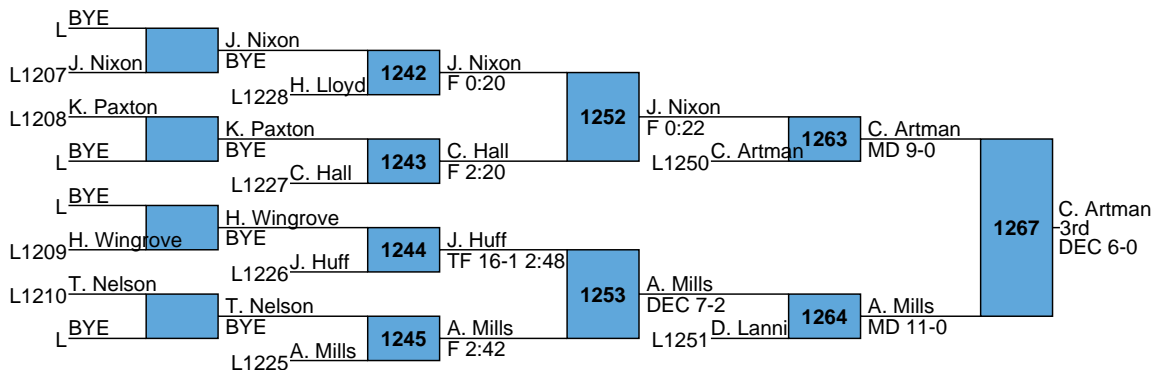 L BYE
L1207 J. Nixon
J. Nixon
BYE
L1228 H. Lloyd
1242
J. Nixon
F 0:20
L1208 K. Paxton
L BYE
K. Paxton
BYE
L1227 C. Hall
1243
C. Hall
F 2:20
1252
J. Nixon
F 0:22
L1250 C. Artman
1263
C. Artman
MD 9-0
L BYE
L1209 H. Wingrove
H. Wingrove
BYE
L1226 J. Huff
1244
J. Huff
TF 16-1 2:48
L1210 T. Nelson
L BYE
T. Nelson
BYE
L1225 A. Mills
1245
A. Mills
F 2:42
1253
A. Mills
DEC 7-2
L1251 D. Lanni
1264
A. Mills
MD 11-0
1267
C. Artman
3rd
DEC 6-0